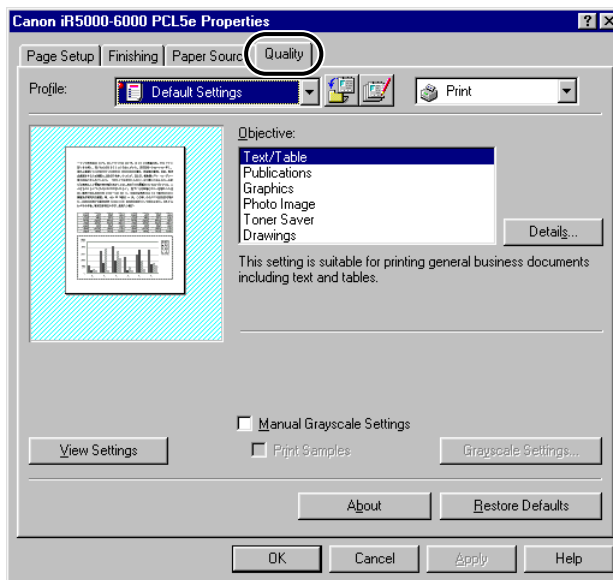 Canon iR5000-6000 PCL5e Properties
Page Setup Finishing Paper Sourc Quality
Profile: Default Settings Print
Objective:
Text/Table
Publications
Graphics
Photo Image
Toner Saver
Drawings
Details...
This setting is suitable for printing general business documents
including text and tables.
Manual Grayscale Settings
View Settings Print Samples Grayscale Settings...
About Restore Defaults
OK Cancel Apply Help